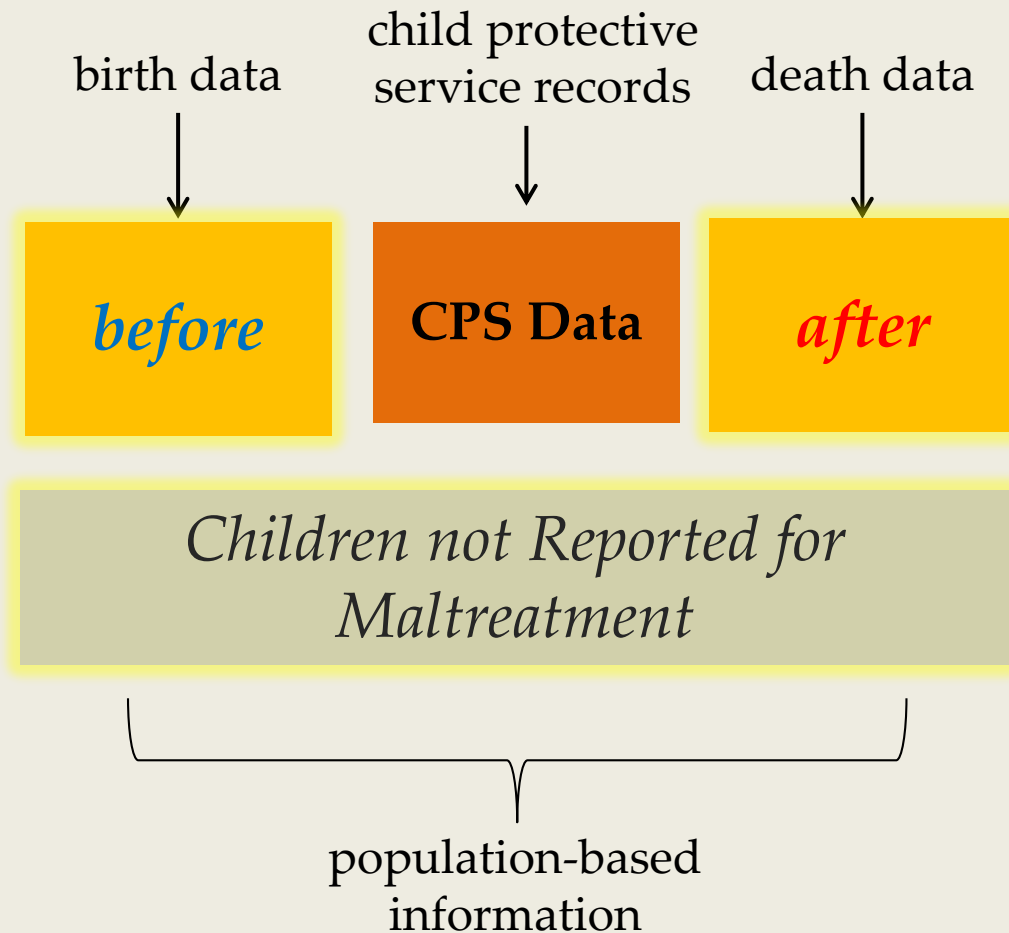 birth data
child protective
service records
death data
before
CPS Data
after
Children not Reported for
Maltreatment
population-based
information